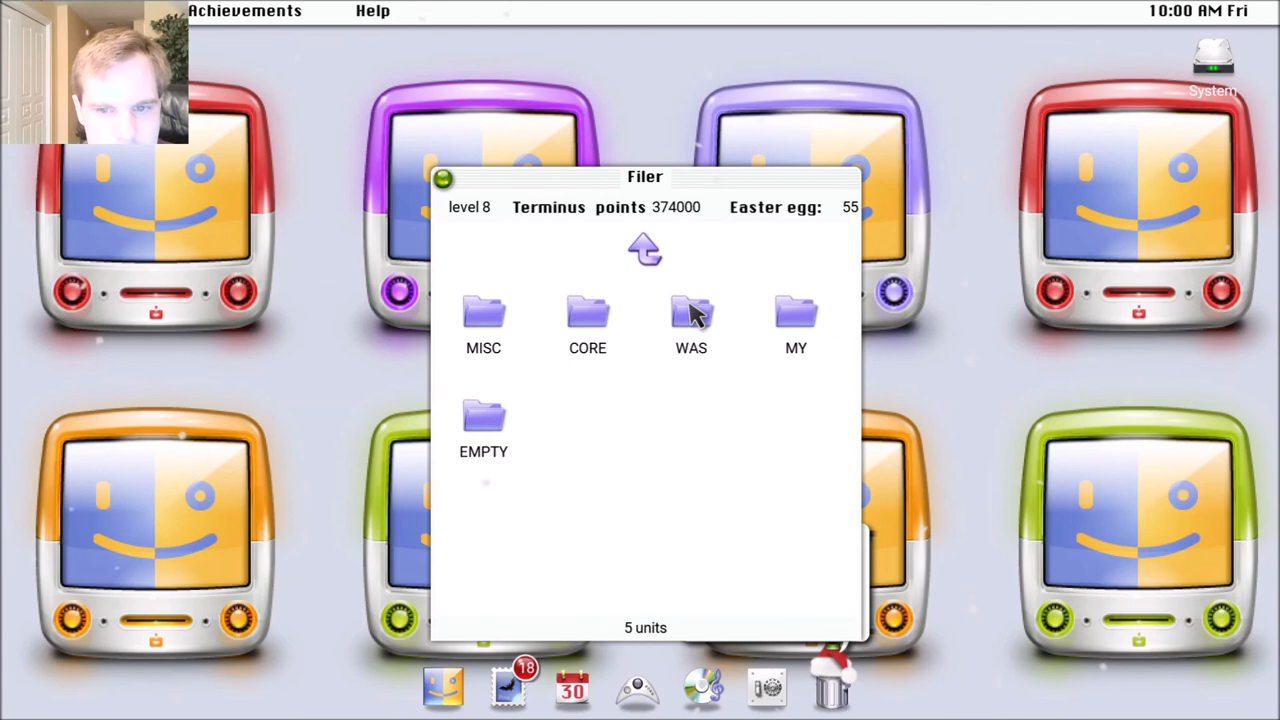 Achievements Help 10:00 AM Fri
System
Filer
level 8 Terminus points 374000 Easter egg: 55
MISC CORE WAS MY
EMPTY
5 units
18
30